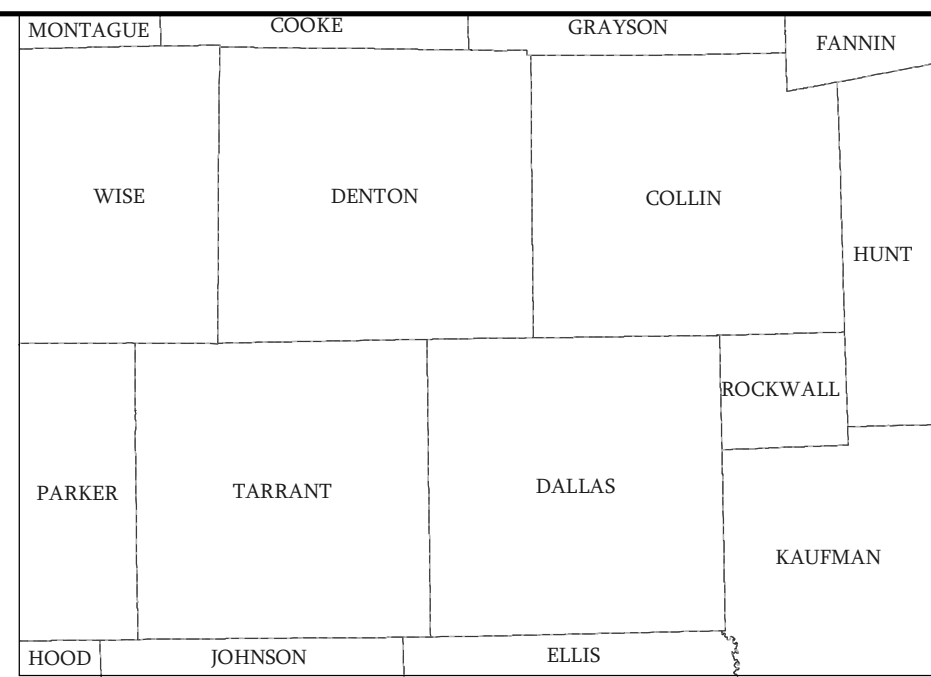 MONTAGUE
COOKE
GRAYSON
FANNIN
WISE
DENTON
COLLIN
HUNT
ROCKWALL
PARKER
TARRANT
DALLAS
KAUFMAN
HOOD
JOHNSON
ELLIS